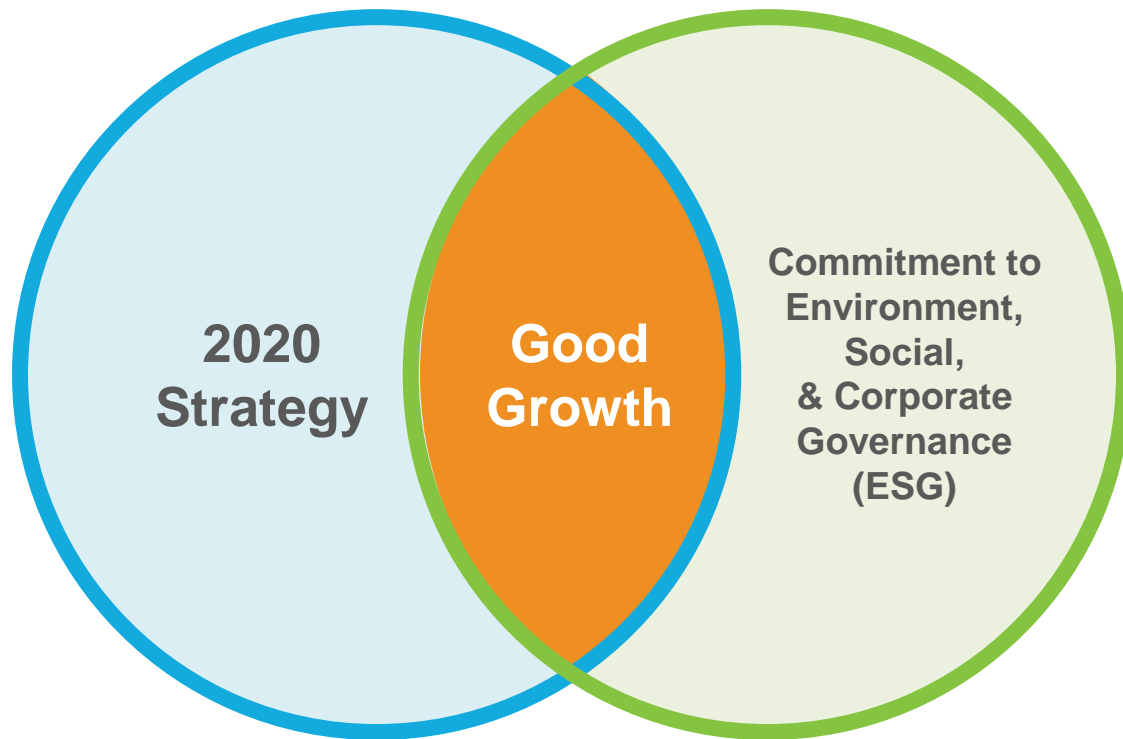 2020
Strategy
Good
Growth
Commitment to
Environment,
Social,
& Corporate
Governance
(ESG)